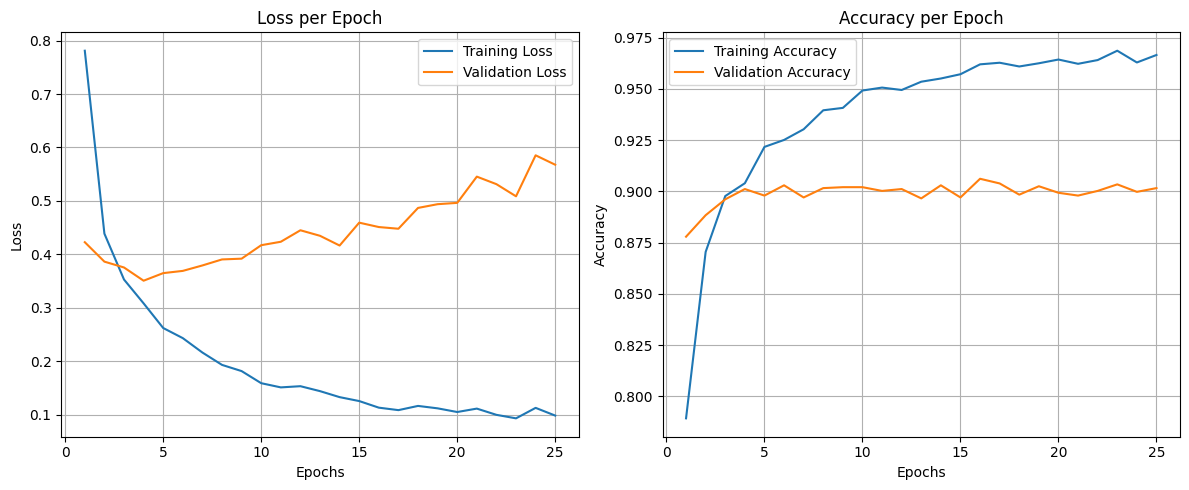 Loss per Epoch
Training Loss
Validation Loss
Loss
0.8
0.7
0.6
0.5
0.4
0.3
0.2
0.1
0
5
10
15
20
25
Epochs
Accuracy per Epoch
Training Accuracy
Validation Accuracy
Accuracy
0.975
0.950
0.925
0.900
0.875
0.850
0.825
0.800
0
5
10
15
20
25
Epochs